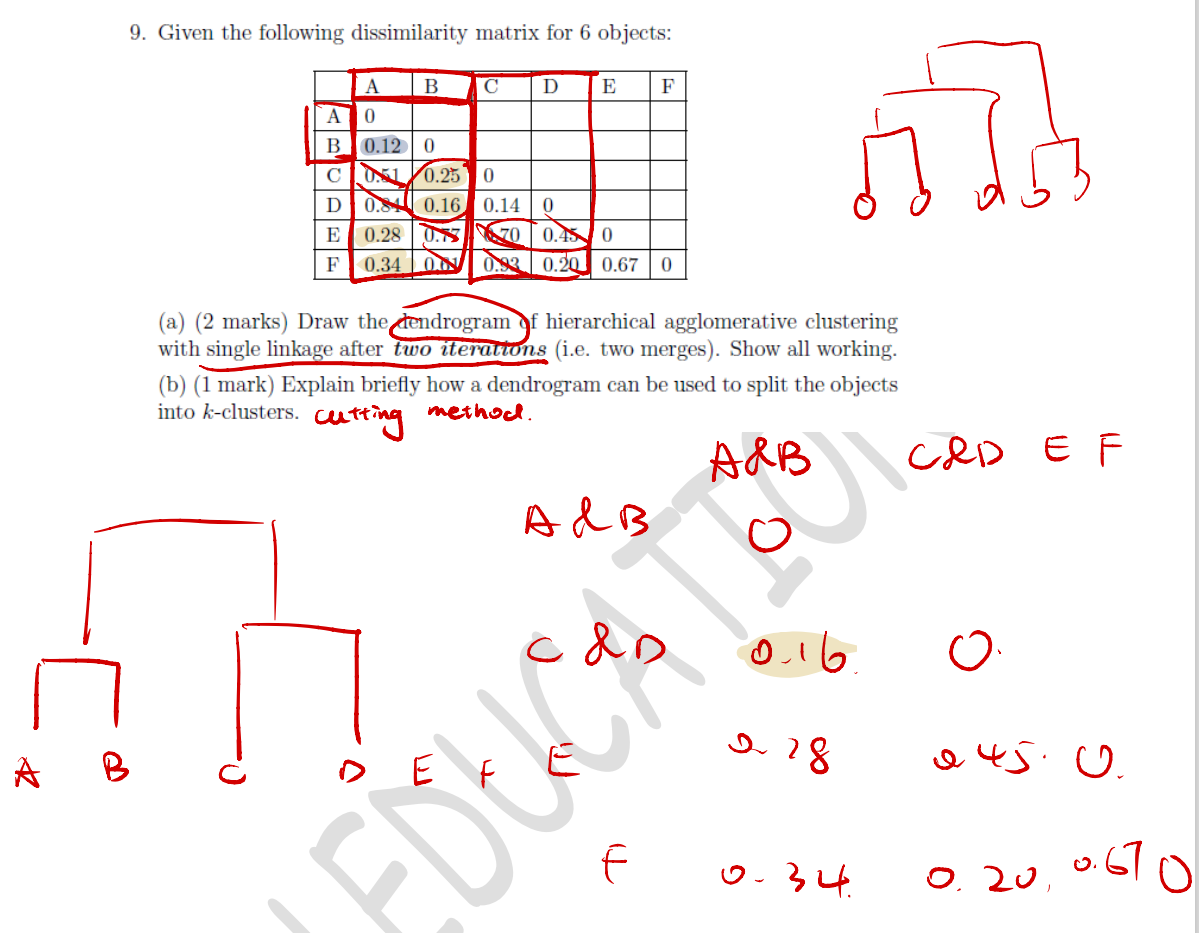 9. Given the following dissimilarity matrix for 6 objects:
A B C D E F
A 0
B 0.12 0
C 0.51 0.25 0
D 0.84 0.16 0.14 0
E 0.28 0.77 0.70 0.45 0
F 0.34 0.61 0.93 0.20 0.67 0
(a) (2 marks) Draw the dendrogram of hierarchical agglomerative clustering
with single linkage after two iterations (i.e. two merges). Show all working.
(b) (1 mark) Explain briefly how a dendrogram can be used to split the objects
into k-clusters. cutting method.
A&B C&D E F
A&B 0
C&D 0.16 0.
A B C D E F
E 0.28 0.45. 0.
F 0.34. 0.20, 0.67 0
EDUCATION